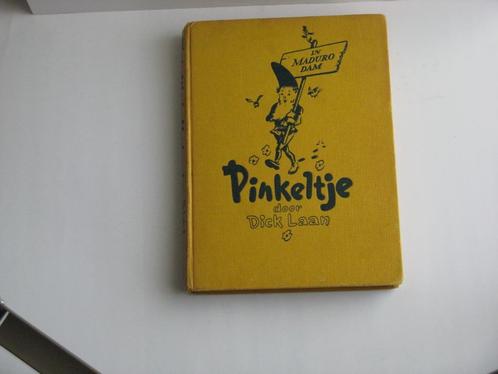 IN
MADURO
DAM
Pinkeltje
door
Dick Laan